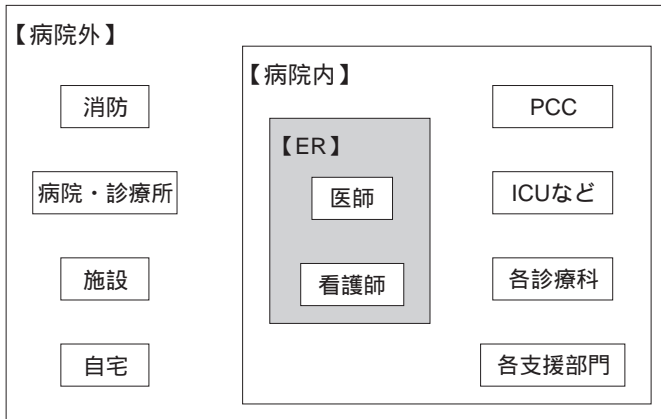 【病院外】
消防
病院・診療所
施設
自宅
【病院内】
【ER】
医師
看護師
PCC
ICUなど
各診療科
各支援部門